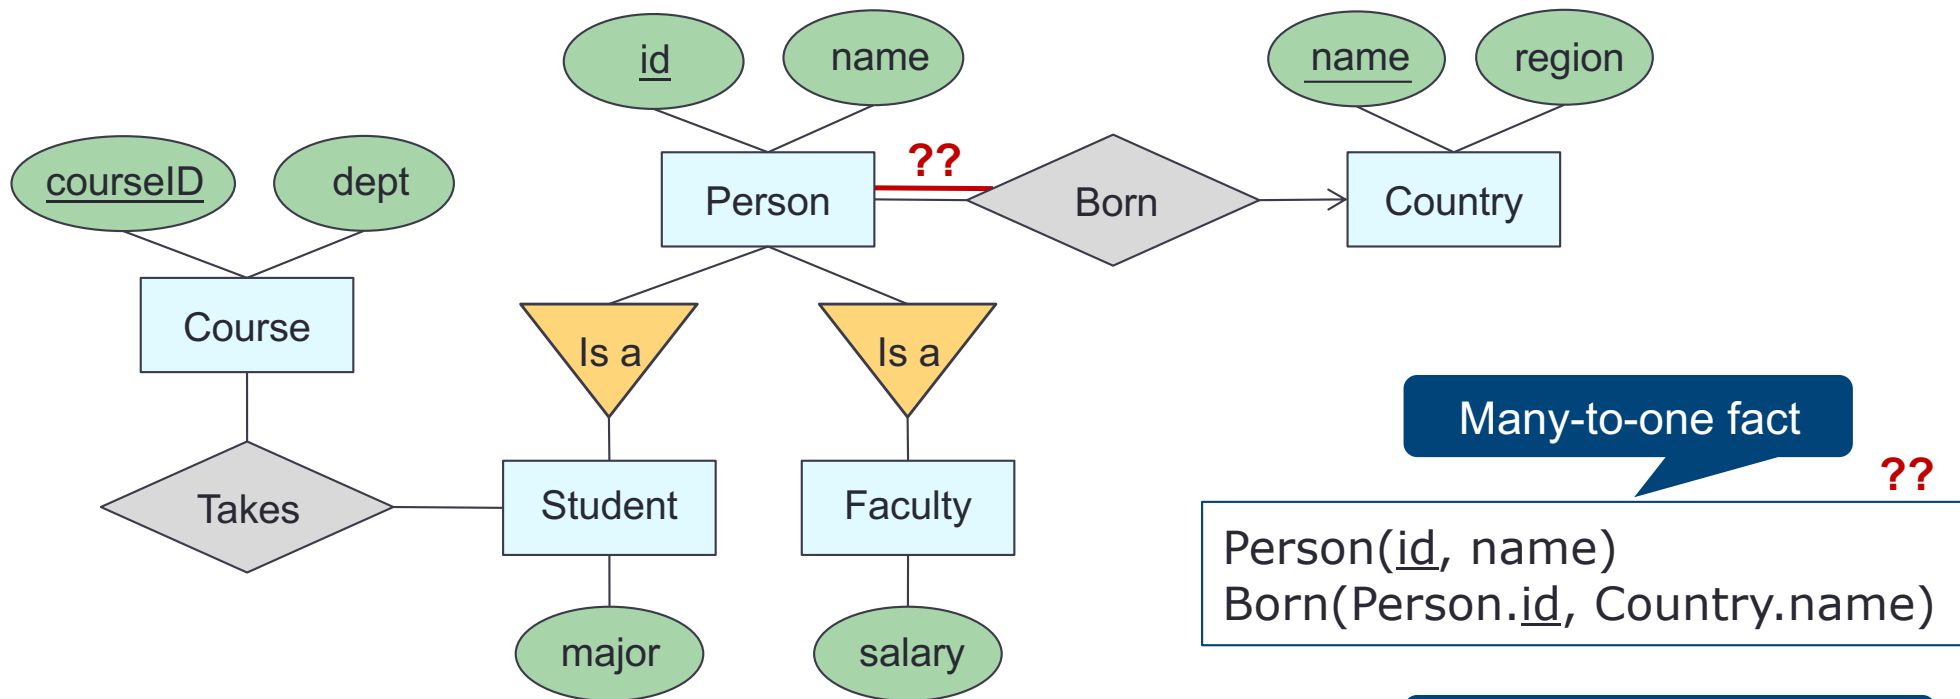 id
name
name
region
courseID
dept
??
Person
Born
Country
Course
Is a
Is a
Many-to-one fact
??
Takes
Student
Faculty
Person(id, name)
Born(Person.id, Country.name)
major
salary